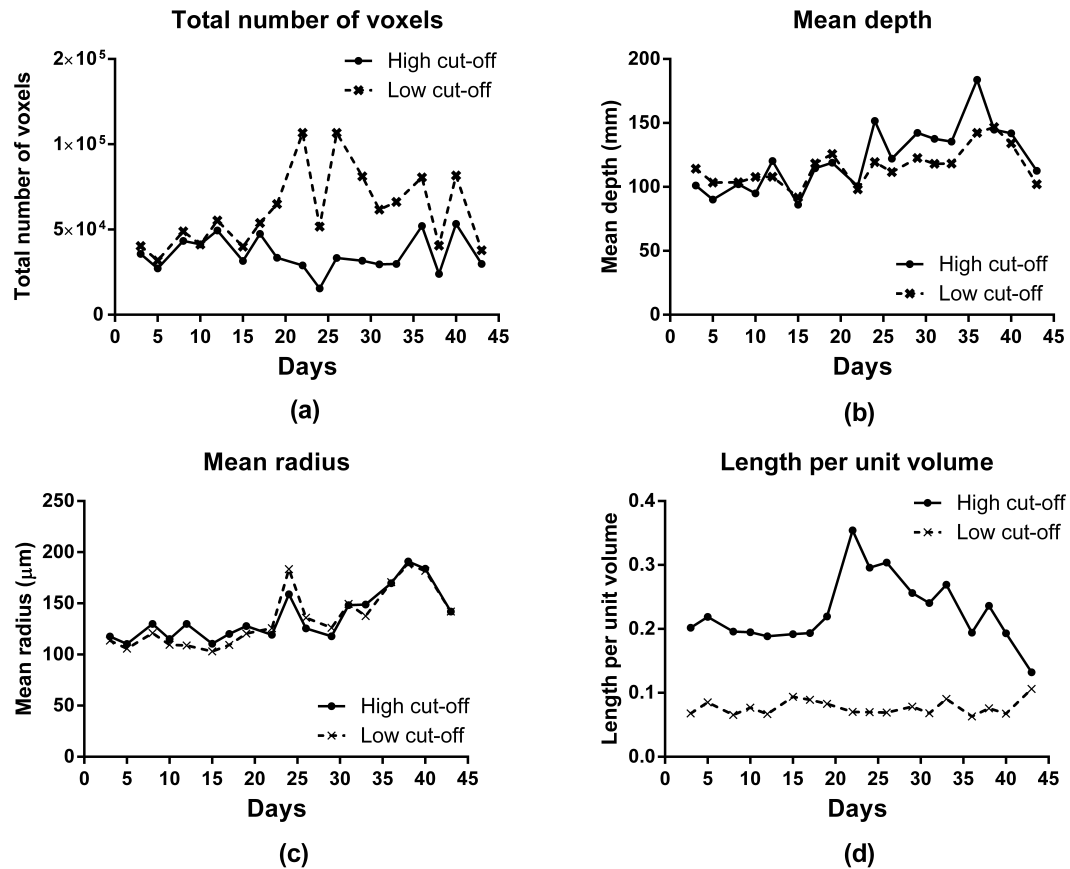 Total number of voxels
Total number of voxels
2×10⁵
1×10⁵
5×10⁴
0
0 5 10 15 20 25 30 35 40 45
Days
High cut-off
Low cut-off
(a)
Mean depth
Mean depth (mm)
200
150
100
50
0
0 5 10 15 20 25 30 35 40 45
Days
High cut-off
Low cut-off
(b)
Mean radius
Mean radius (μm)
250
200
150
100
50
0
0 5 10 15 20 25 30 35 40 45
Days
High cut-off
Low cut-off
(c)
Length per unit volume
Length per unit volume
0.4
0.3
0.2
0.1
0.0
0 5 10 15 20 25 30 35 40 45
Days
High cut-off
Low cut-off
(d)